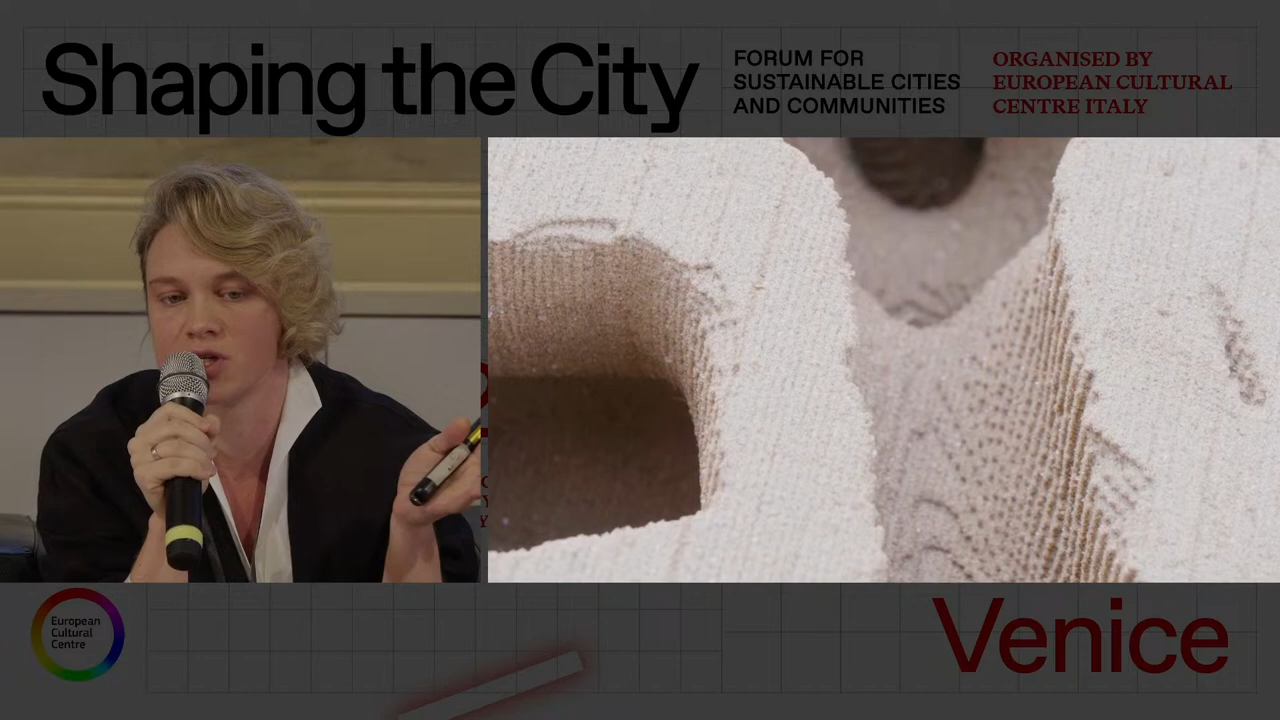 Shaping the City
FORUM FOR
SUSTAINABLE CITIES
AND COMMUNITIES
ORGANISED BY
EUROPEAN CULTURAL
CENTRE ITALY
European
Cultural
Centre
Venice